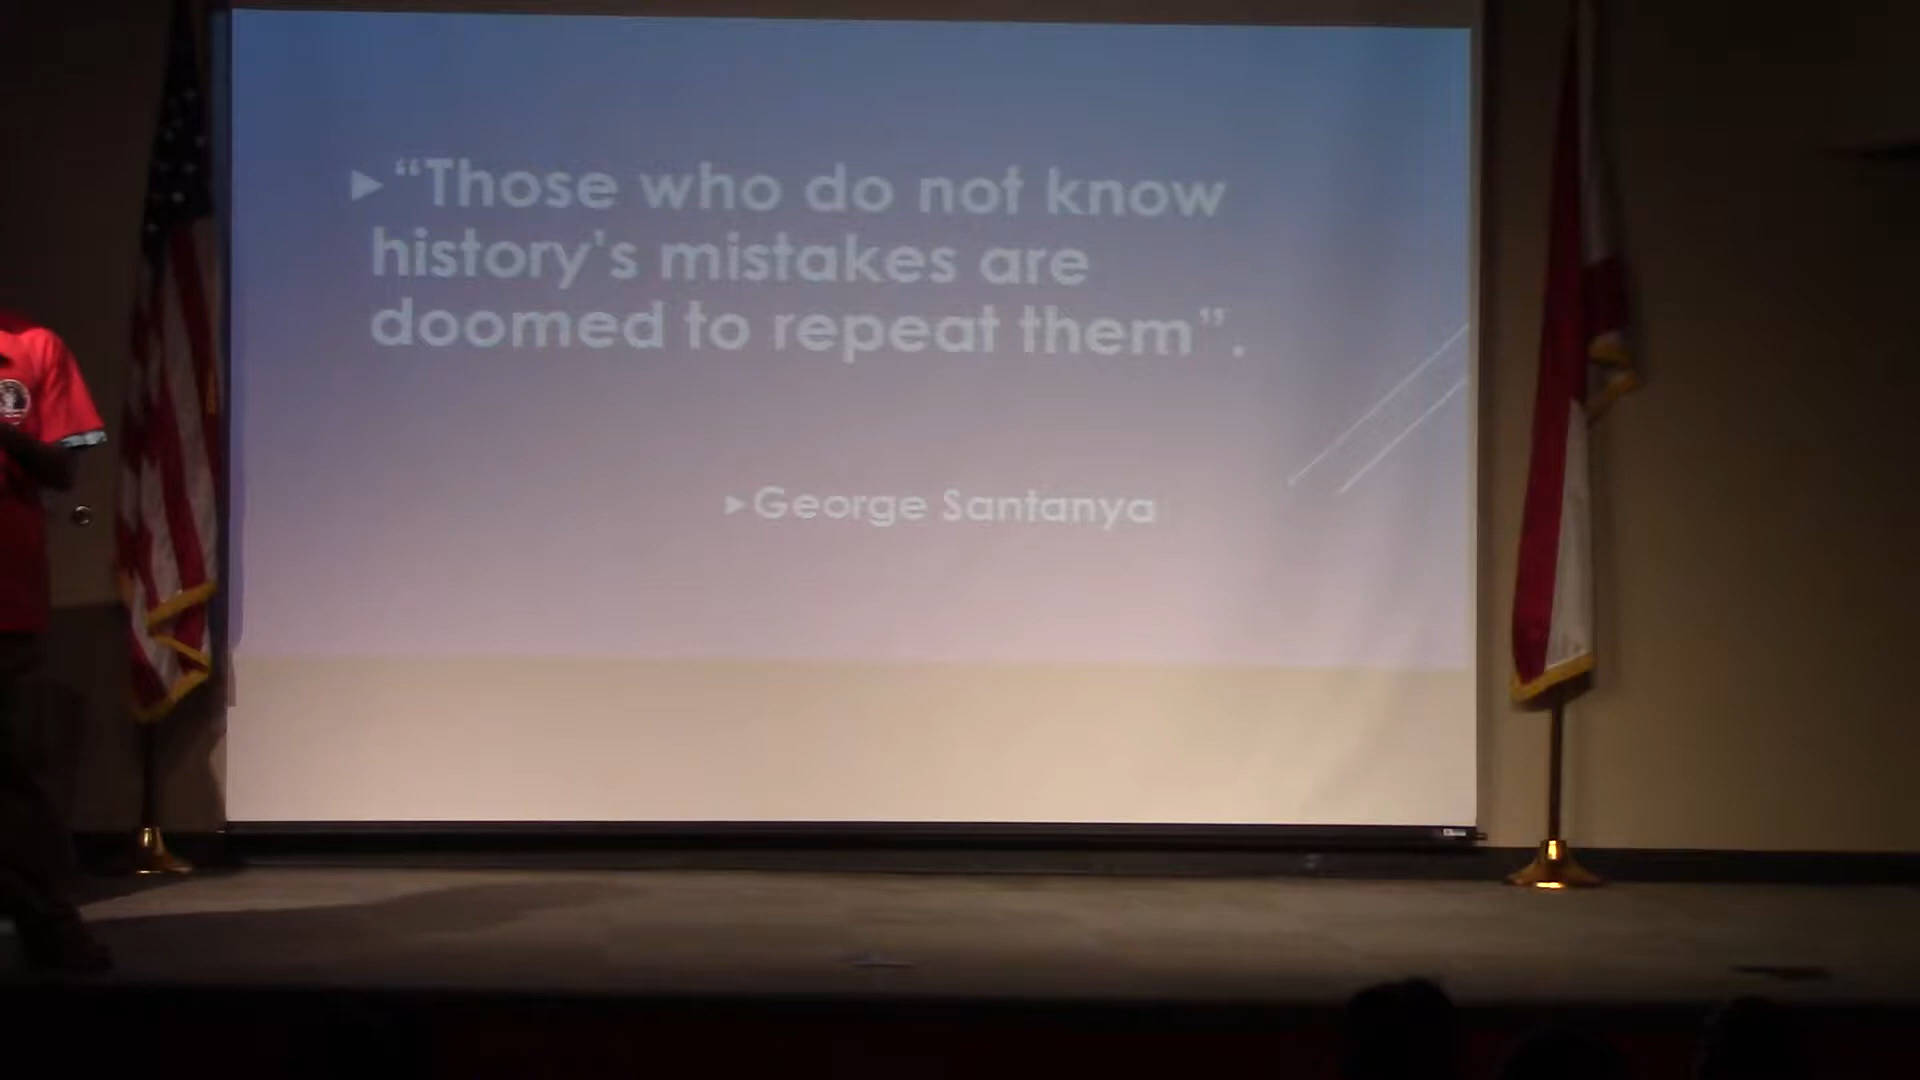 ▶“Those who do not know
history's mistakes are
doomed to repeat them”.
▶George Santanya